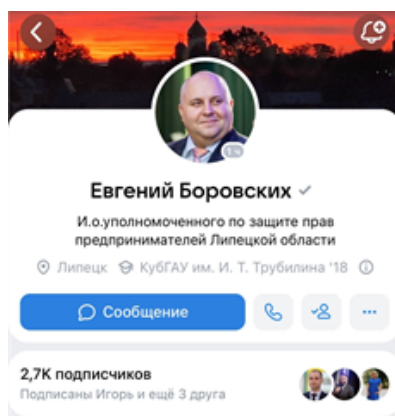 Евгений Боровских
И.о.уполномоченного по защите прав
предпринимателей Липецкой области
Липецк КубГАУ им. И. Т. Трубилина '18
Сообщение
2,7K подписчиков
Подписаны Игорь и ещё 3 друга